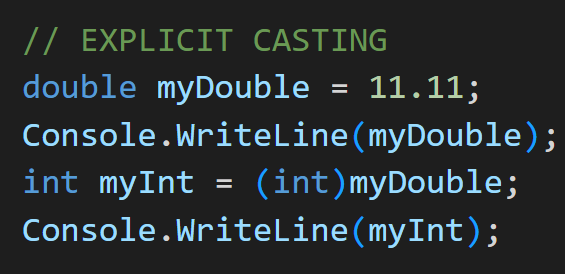 // EXPLICIT CASTING
double myDouble = 11.11;
Console.WriteLine(myDouble);
int myInt = (int)myDouble;
Console.WriteLine(myInt);